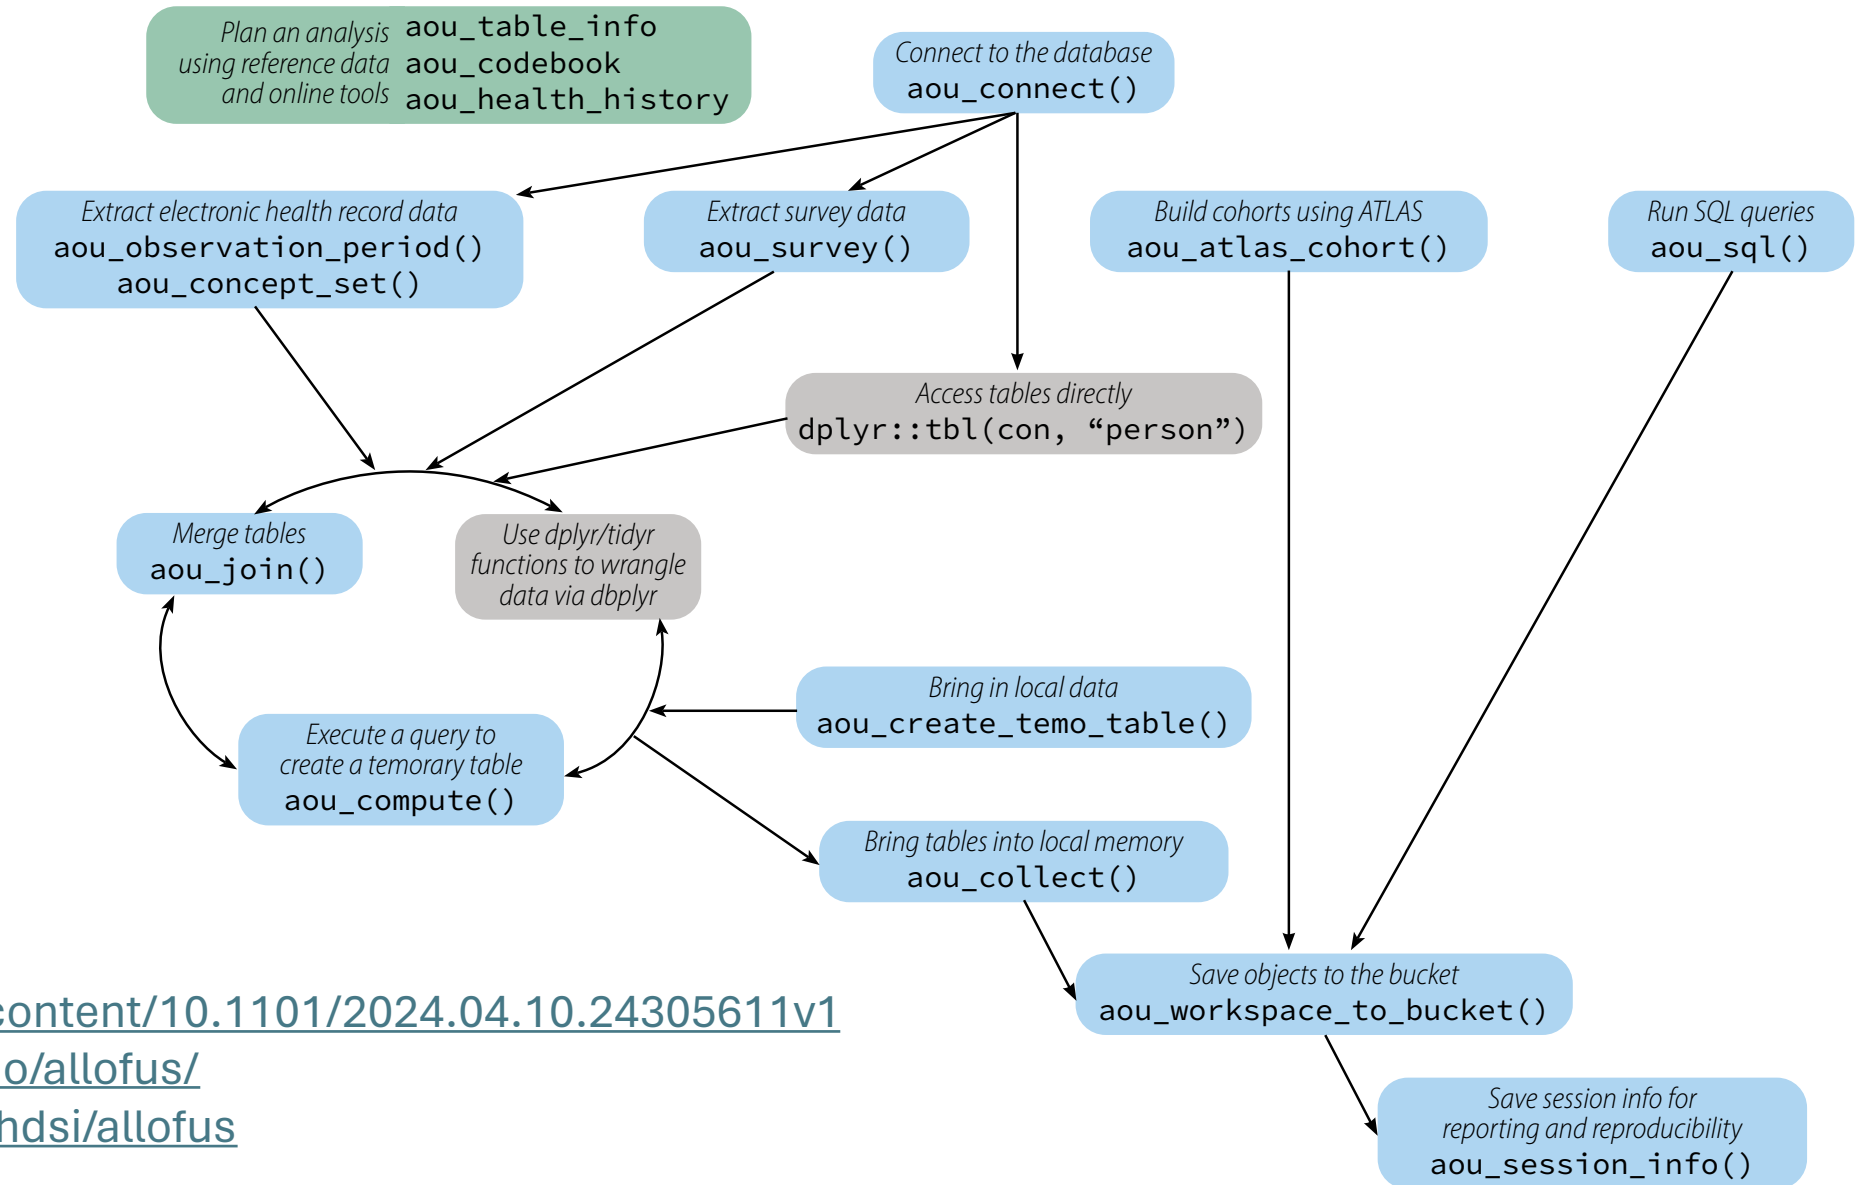 Plan an analysis
using reference data
and online tools
aou_table_info
aou_codebook
aou_health_history
Connect to the database
aou_connect()
Extract electronic health record data
aou_observation_period()
aou_concept_set()
Extract survey data
aou_survey()
Build cohorts using ATLAS
aou_atlas_cohort()
Run SQL queries
aou_sql()
Access tables directly
dplyr::tbl(con, “person”)
Merge tables
aou_join()
Use dplyr/tidyr
functions to wrangle
data via dbplyr
Bring in local data
aou_create_temo_table()
Execute a query to
create a temorary table
aou_compute()
Bring tables into local memory
aou_collect()
Save objects to the bucket
aou_workspace_to_bucket()
content/10.1101/2024.04.10.24305611v1
o/allofus/
hdsi/allofus
Save session info for
reporting and reproducibility
aou_session_info()